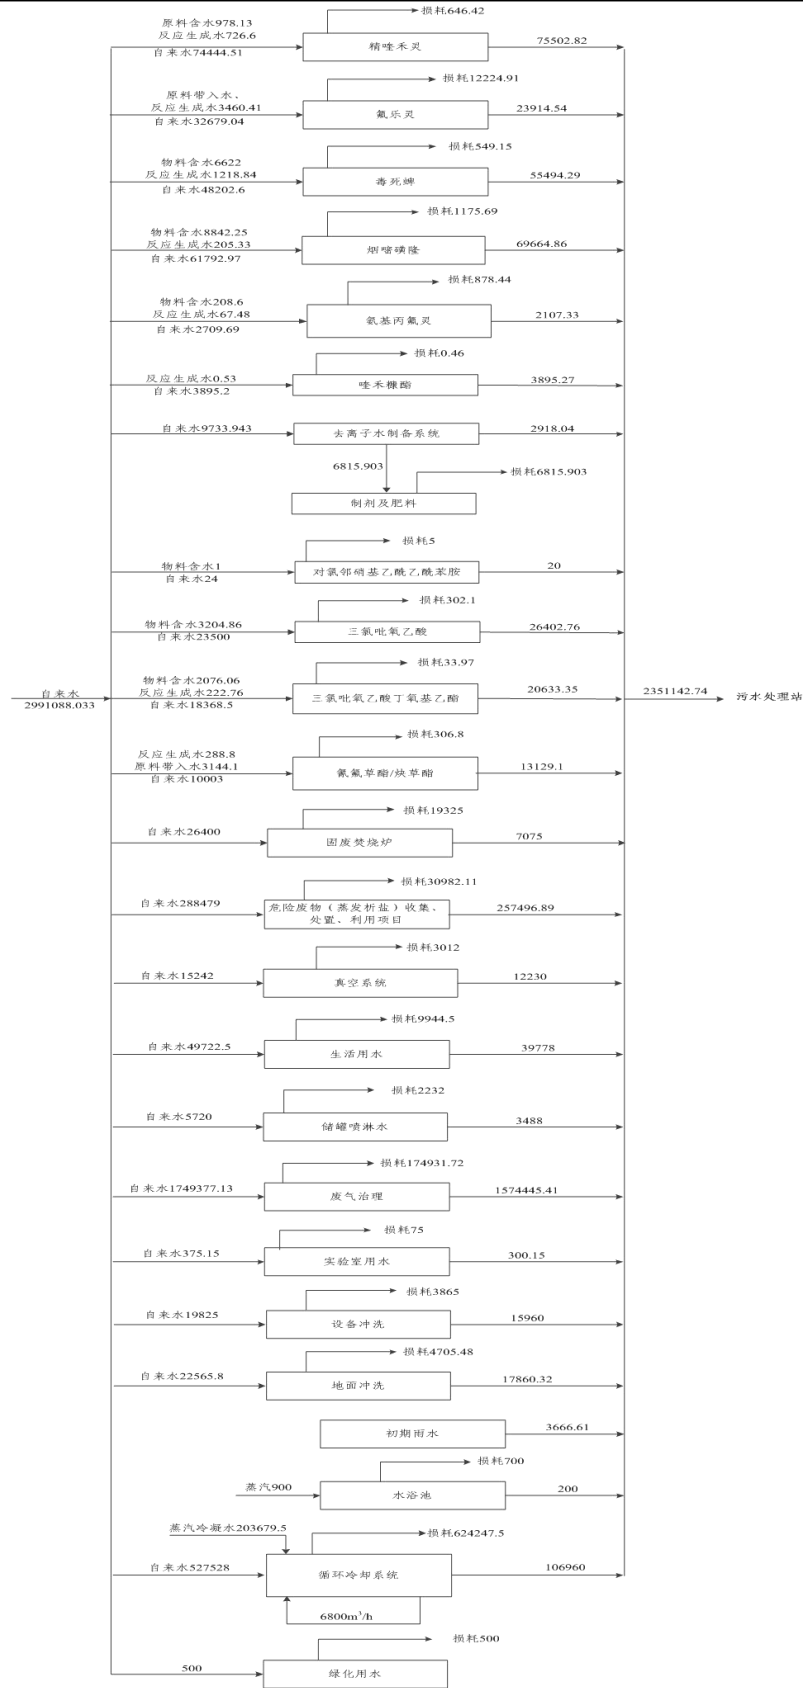 原料含水978.13
反应生成水726.6
自来水74444.51
损耗646.42
精喹禾灵
75502.82
原料带入水、
反应生成水3460.41
自来水32679.04
损耗12224.91
氟乐灵
23914.54
物料含水6622
反应生成水1218.84
自来水48202.6
损耗549.15
毒死蜱
55494.29
物料含水8842.25
反应生成水205.33
自来水61792.97
损耗1175.69
烟嘧磺隆
69664.86
物料含水208.6
反应生成水67.48
自来水2709.69
损耗878.44
氨基丙氟灵
2107.33
反应生成水0.53
自来水3895.2
损耗0.46
喹禾糠酯
3895.27
自来水9733.943
去离子水制备系统
2918.04
6815.903
损耗6815.903
制剂及肥料
物料含水1
自来水24
损耗5
对氯邻硝基乙酰乙酰苯胺
20
物料含水3204.86
自来水23500
损耗302.1
三氯吡氧乙酸
26402.76
自来水
2991088.033
物料含水2076.06
反应生成水222.76
自来水18368.5
损耗33.97
三氯吡氧乙酸丁氧基乙酯
20633.35
2351142.74
污水处理站
反应生成水288.8
原料带入水3144.1
自来水10003
损耗306.8
氰氟草酯/炔草酯
13129.1
自来水26400
损耗19325
固废焚烧炉
7075
自来水288479
损耗30982.11
危险废物（蒸发析盐）收集、
处置、利用项目
257496.89
自来水15242
损耗3012
真空系统
12230
自来水49722.5
损耗9944.5
生活用水
39778
自来水5720
损耗2232
储罐喷淋水
3488
自来水1749377.13
损耗174931.72
废气治理
1574445.41
自来水375.15
损耗75
实验室用水
300.15
自来水19825
损耗3865
设备冲洗
15960
自来水22565.8
损耗4705.48
地面冲洗
17860.32
初期雨水
3666.61
蒸汽900
损耗700
水浴池
200
蒸汽冷凝水203679.5
自来水527528
损耗624247.5
循环冷却系统
106960
6800m³/h
500
损耗500
绿化用水